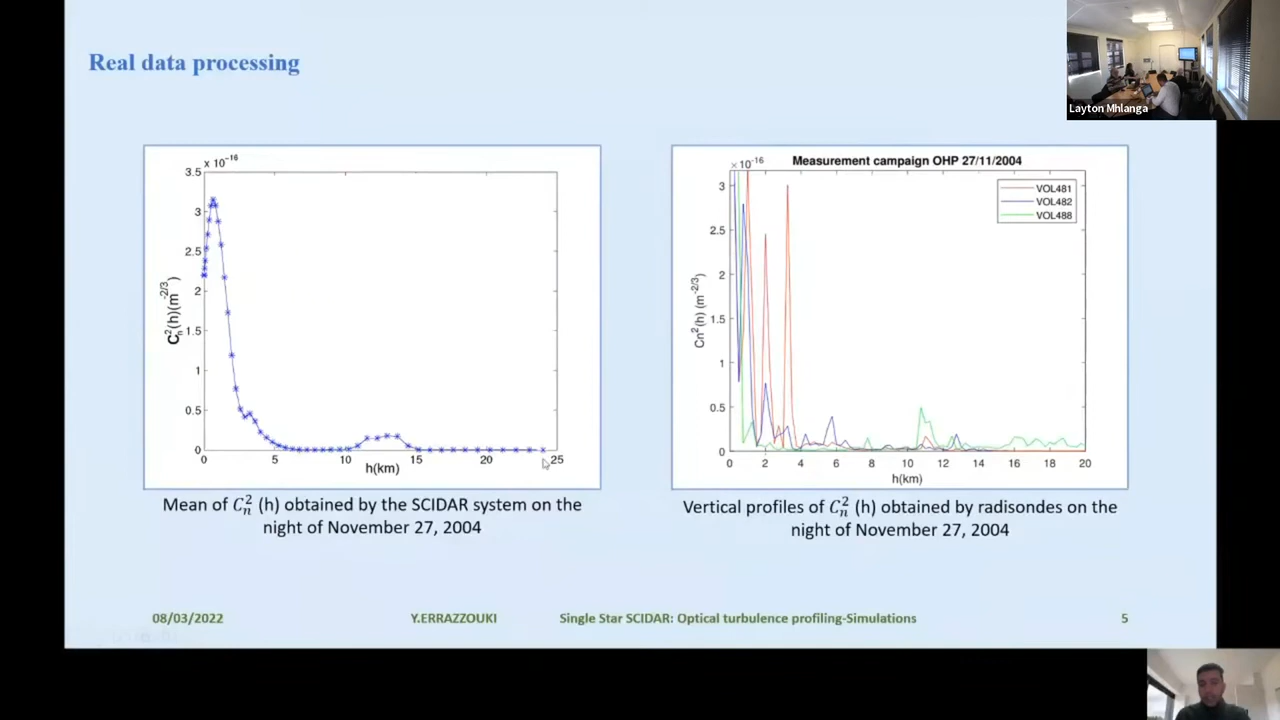 Real data processing
Layton Mhlanga
x 10⁻¹⁶
3.5
3
2.5
2
1.5
1
0.5
0
C²ₙ(h)(m⁻²/³)
0 5 10 15 20 25
h(km)
Mean of C²ₙ (h) obtained by the SCIDAR system on the
night of November 27, 2004
Measurement campaign OHP 27/11/2004
×10⁻¹⁶
VOL481
VOL482
VOL488
3
2.5
2
1.5
1
0.5
0
Cn²(h) (m⁻²/³)
0 2 4 6 8 10 12 14 16 18 20
h(km)
Vertical profiles of C²ₙ (h) obtained by radisondes on the
night of November 27, 2004
08/03/2022 Y.ERRAZZOUKI Single Star SCIDAR: Optical turbulence profiling-Simulations 5